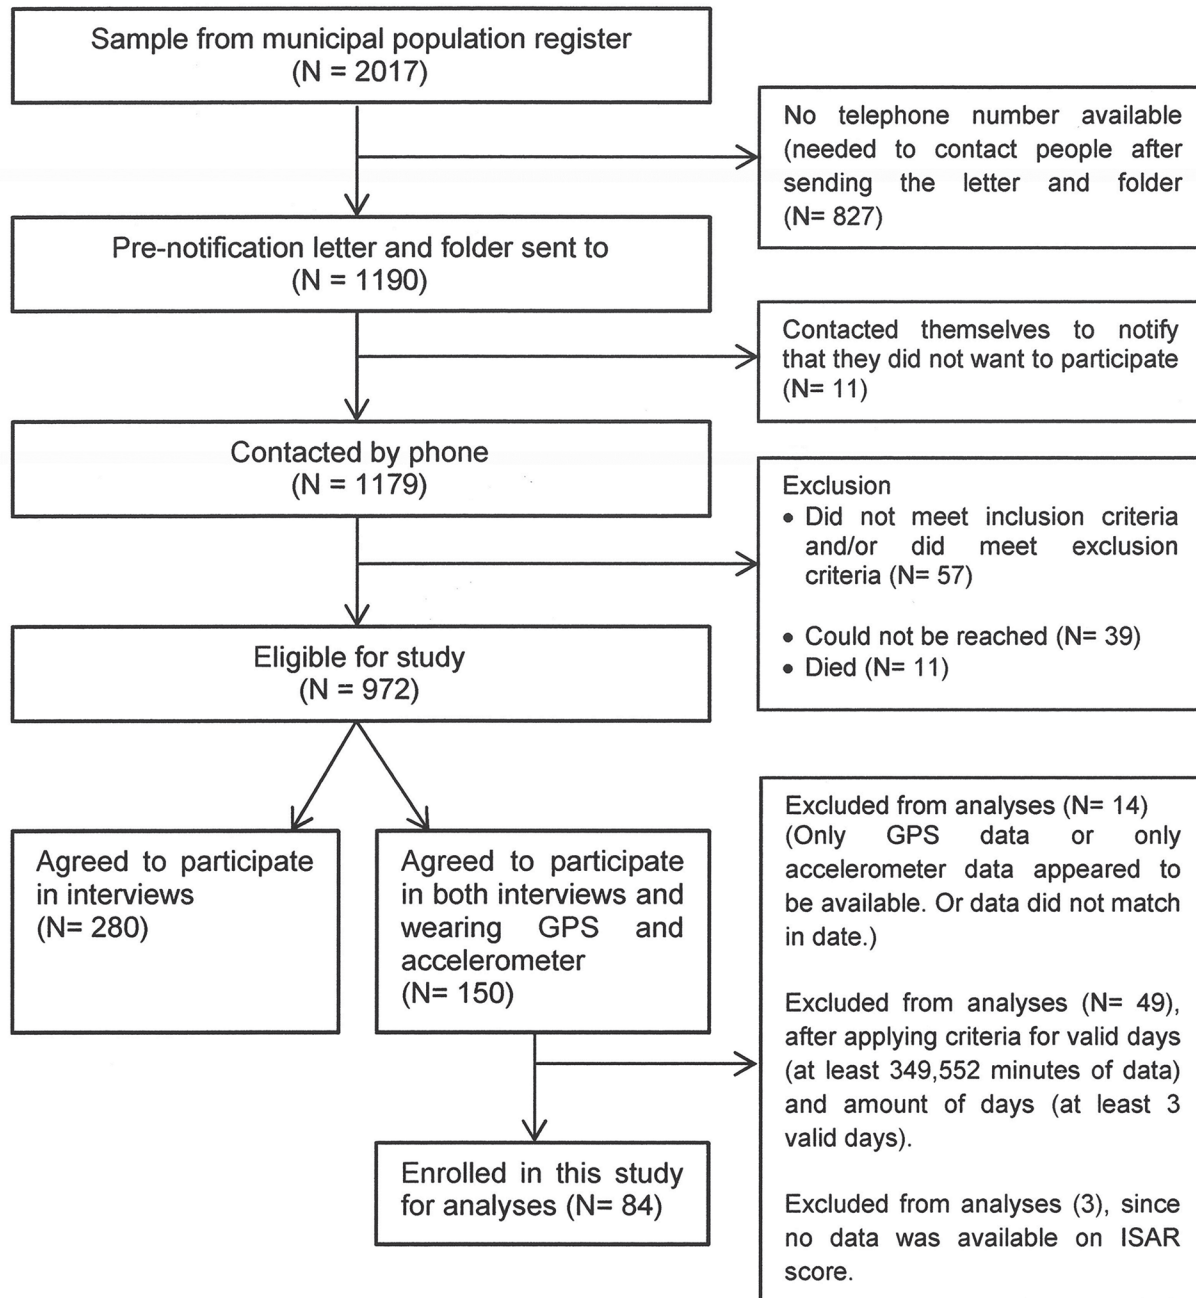 Sample from municipal population register
(N = 2017)
No telephone number available
(needed to contact people after
sending the letter and folder
(N= 827)
Pre-notification letter and folder sent to
(N = 1190)
Contacted themselves to notify
that they did not want to participate
(N= 11)
Contacted by phone
(N = 1179)
Exclusion
• Did not meet inclusion criteria
and/or did meet exclusion
criteria (N= 57)
• Could not be reached (N= 39)
• Died (N= 11)
Eligible for study
(N = 972)
Agreed to participate
in interviews
(N= 280)
Agreed to participate
in both interviews and
wearing GPS and
accelerometer
(N= 150)
Excluded from analyses (N= 14)
(Only GPS data or only
accelerometer data appeared to
be available. Or data did not match
in date.)
Excluded from analyses (N= 49),
after applying criteria for valid days
(at least 349,552 minutes of data)
and amount of days (at least 3
valid days).
Excluded from analyses (3), since
no data was available on ISAR
score.
Enrolled in this study
for analyses (N= 84)